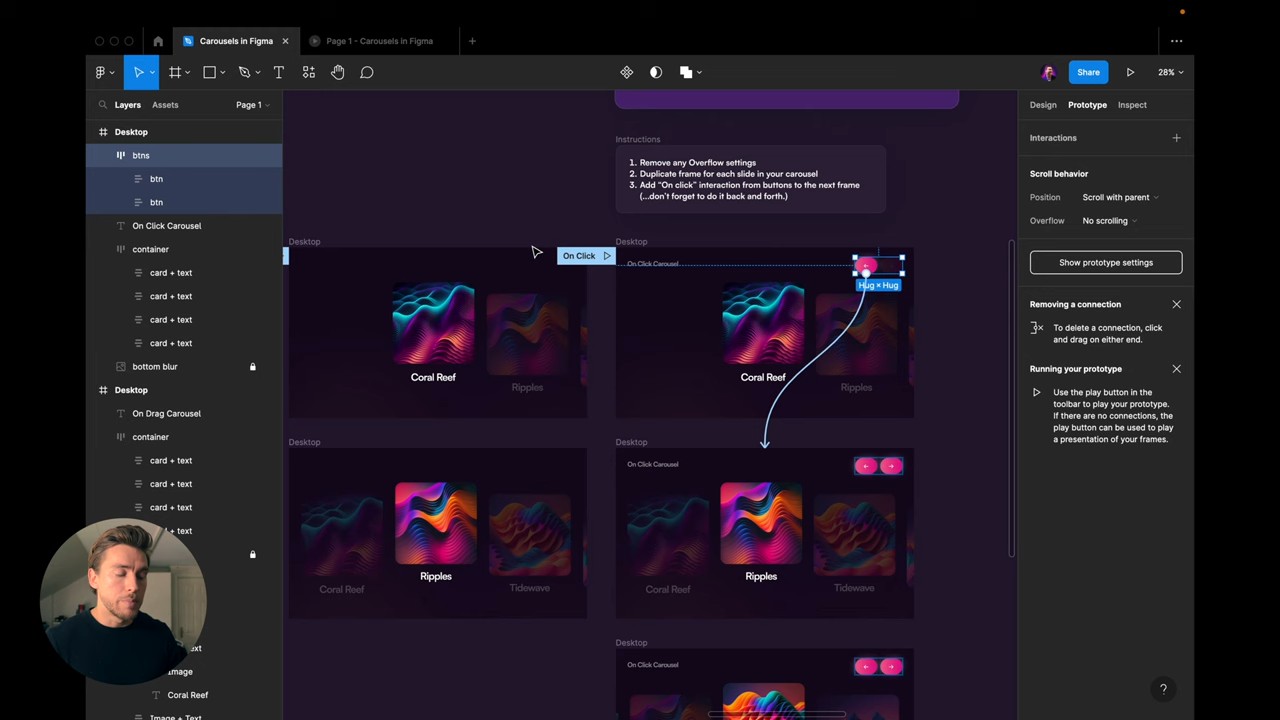 Carousels in Figma
Page 1 - Carousels in Figma
Share
28%
Layers
Assets
Page 1
Design
Prototype
Inspect
Desktop
btns
btn
btn
On Click Carousel
container
card + text
card + text
card + text
card + text
bottom blur
Desktop
On Drag Carousel
container
card + text
card + text
card + text
Coral Reef
Instructions
1. Remove any Overflow settings
2. Duplicate frame for each slide in your carousel
3. Add “On click” interaction from buttons to the next frame
(...don’t forget to do it back and forth.)
Desktop
Coral Reef
Ripples
On Click
Desktop
On Click Carousel
Hug × Hug
Coral Reef
Ripples
Desktop
Coral Reef
Ripples
Tidewave
Desktop
On Click Carousel
Coral Reef
Ripples
Tidewave
Desktop
On Click Carousel
Interactions
Scroll behavior
Position
Scroll with parent
Overflow
No scrolling
Show prototype settings
Removing a connection
To delete a connection, click
and drag on either end.
Running your prototype
Use the play button in the
toolbar to play your prototype.
If there are no connections, the
play button can be used to play
a presentation of your frames.
?